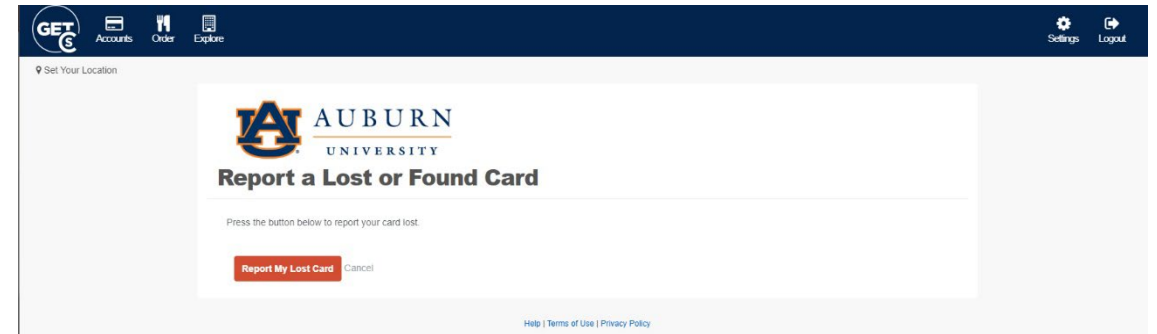 GET
Accounts Order Explore Settings Logout
Set Your Location
AUBURN
UNIVERSITY
Report a Lost or Found Card
Press the button below to report your card lost.
Report My Lost Card Cancel
Help | Terms of Use | Privacy Policy